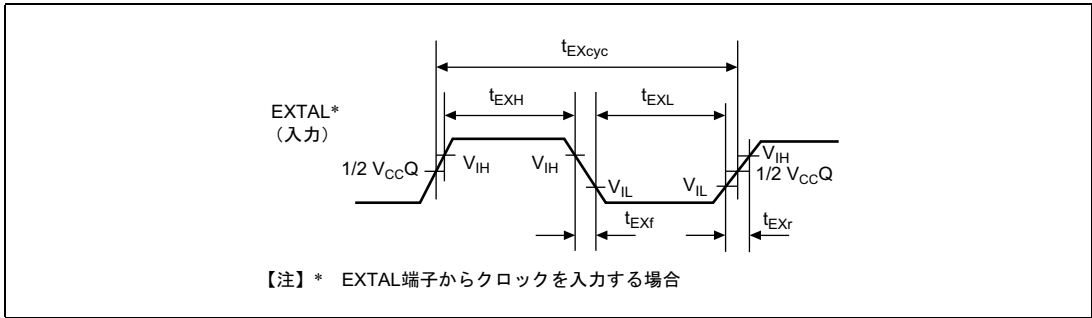 tEXcyc
tEXH
tEXL
EXTAL*
（入力）
1/2 VCCQ
VIH
VIH
VIL
VIL
VIH
1/2 VCCQ
tEXf
tEXr
【注】* EXTAL端子からクロックを入力する場合